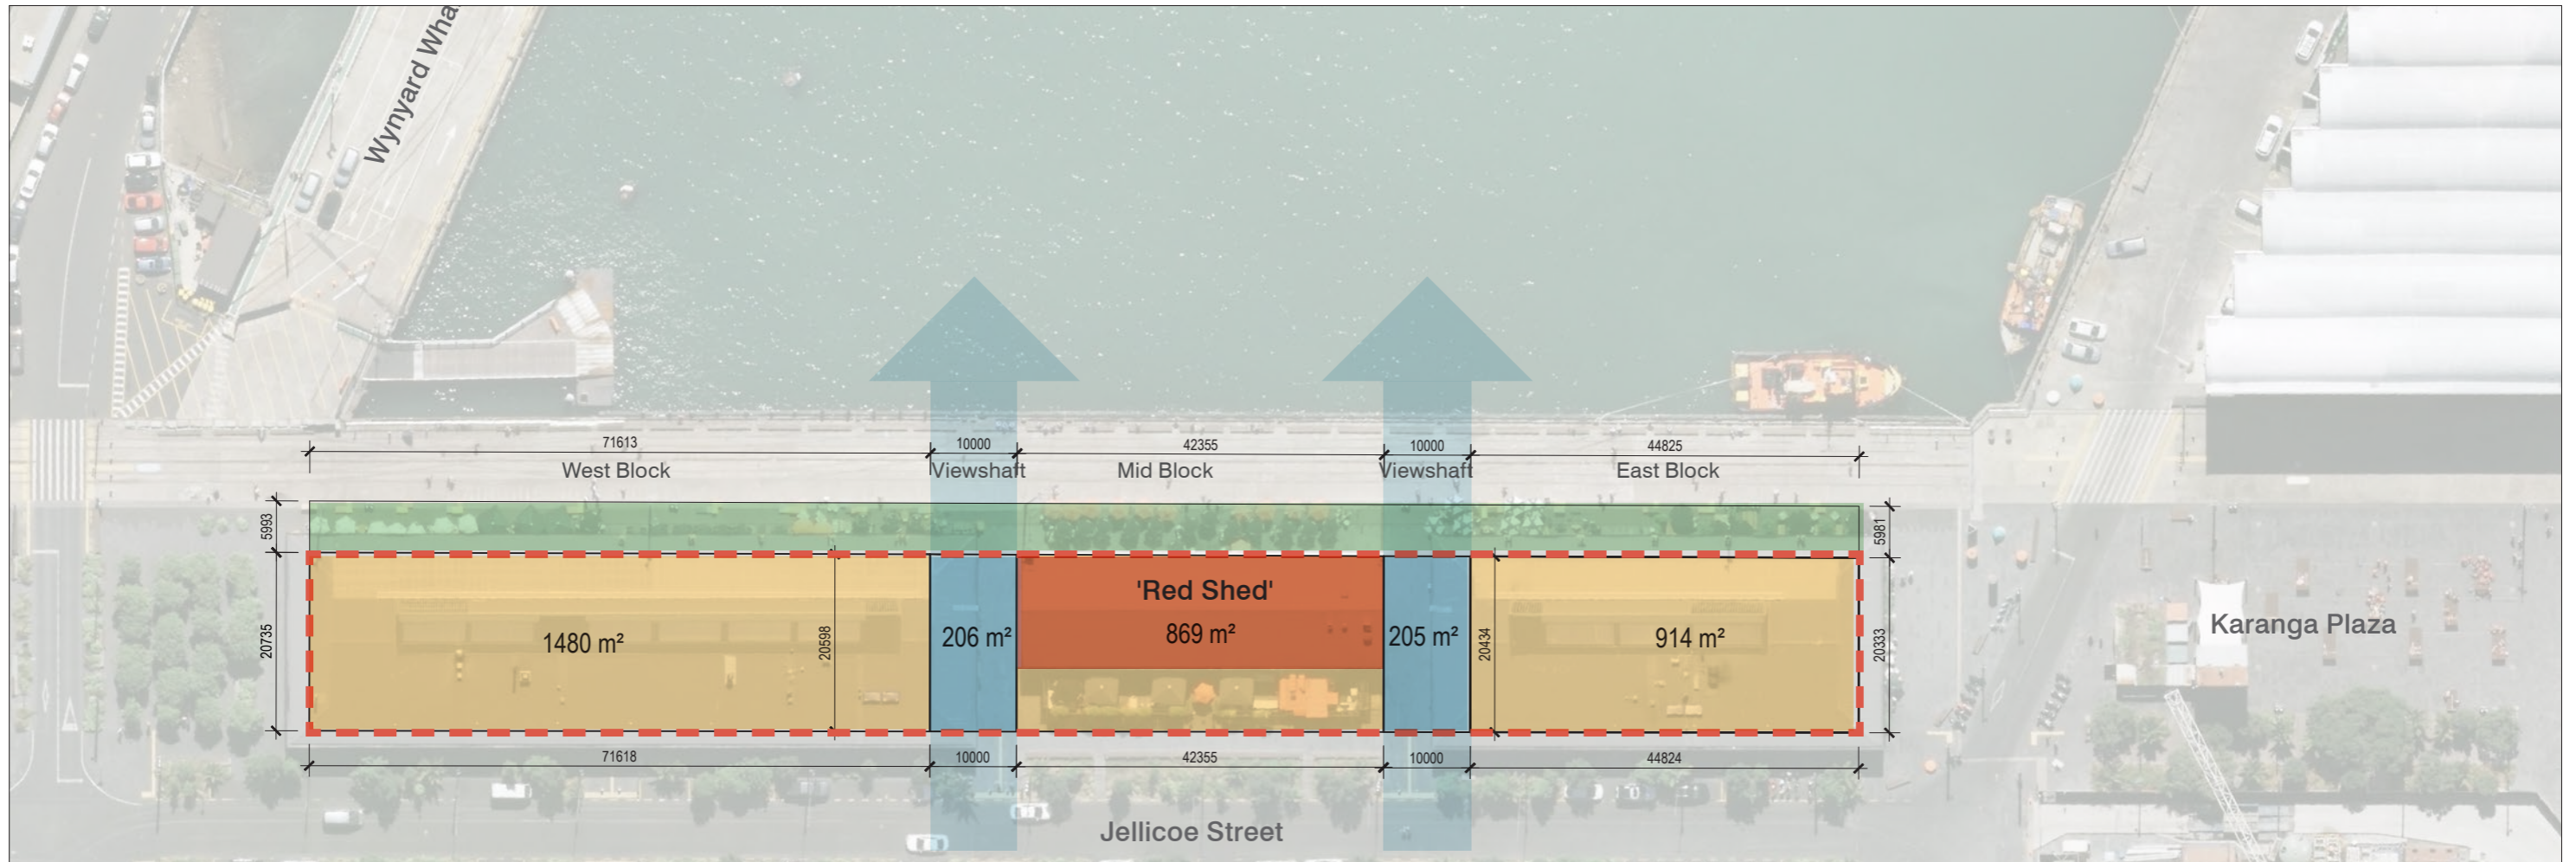 Wynyard Wha
71613
10000
42355
10000
44825
West Block
Viewshaft
Mid Block
Viewshaft
East Block
5993
5981
'Red Shed'
1480 m²
206 m²
869 m²
205 m²
914 m²
20735
20598
20434
20333
Karanga Plaza
71618
10000
42355
10000
44824
Jellicoe Street